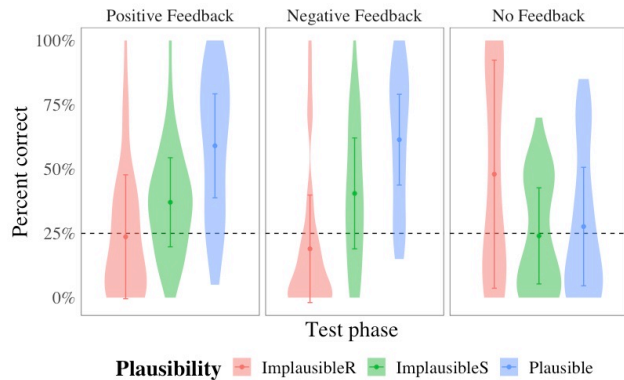 Positive Feedback Negative Feedback No Feedback
100%
75%
50%
25%
0%
Percent correct
Test phase
Plausibility ImplausibleR ImplausibleS Plausible